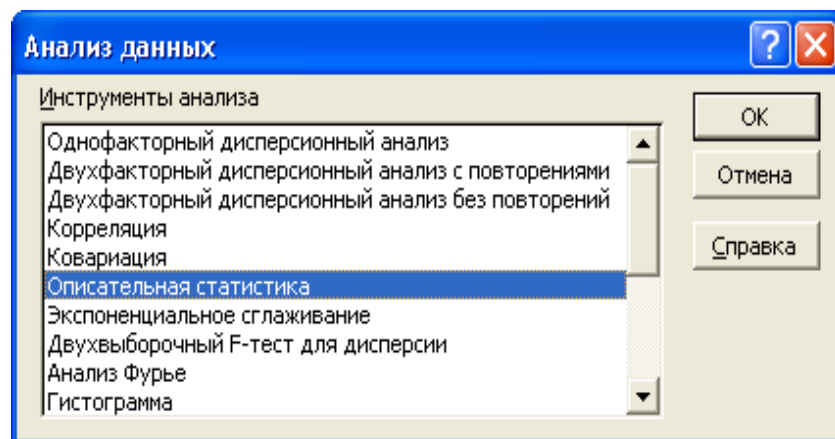 Анализ данных
Инструменты анализа
Однофакторный дисперсионный анализ
Двухфакторный дисперсионный анализ с повторениями
Двухфакторный дисперсионный анализ без повторений
Корреляция
Ковариация
Описательная статистика
Экспоненциальное сглаживание
Двухвыборочный F-тест для дисперсии
Анализ Фурье
Гистограмма
OK
Отмена
Справка